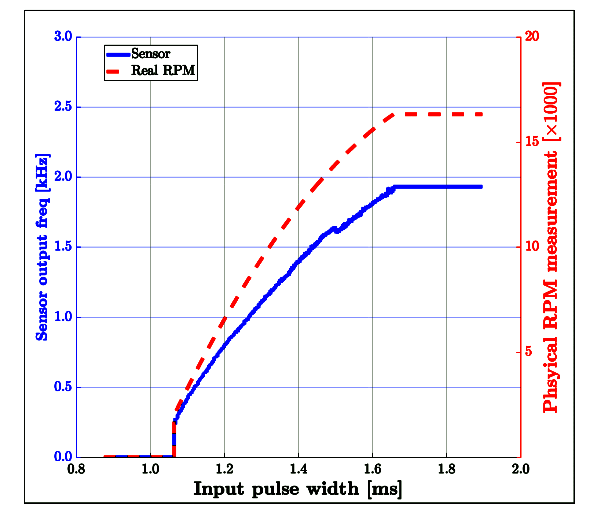 Sensor
Real RPM
3.0
2.5
2.0
1.5
1.0
0.5
0.0
Sensor output freq [kHz]
20
15
10
5
Phsyical RPM measurement [×1000]
0.8 1.0 1.2 1.4 1.6 1.8 2.0
Input pulse width [ms]